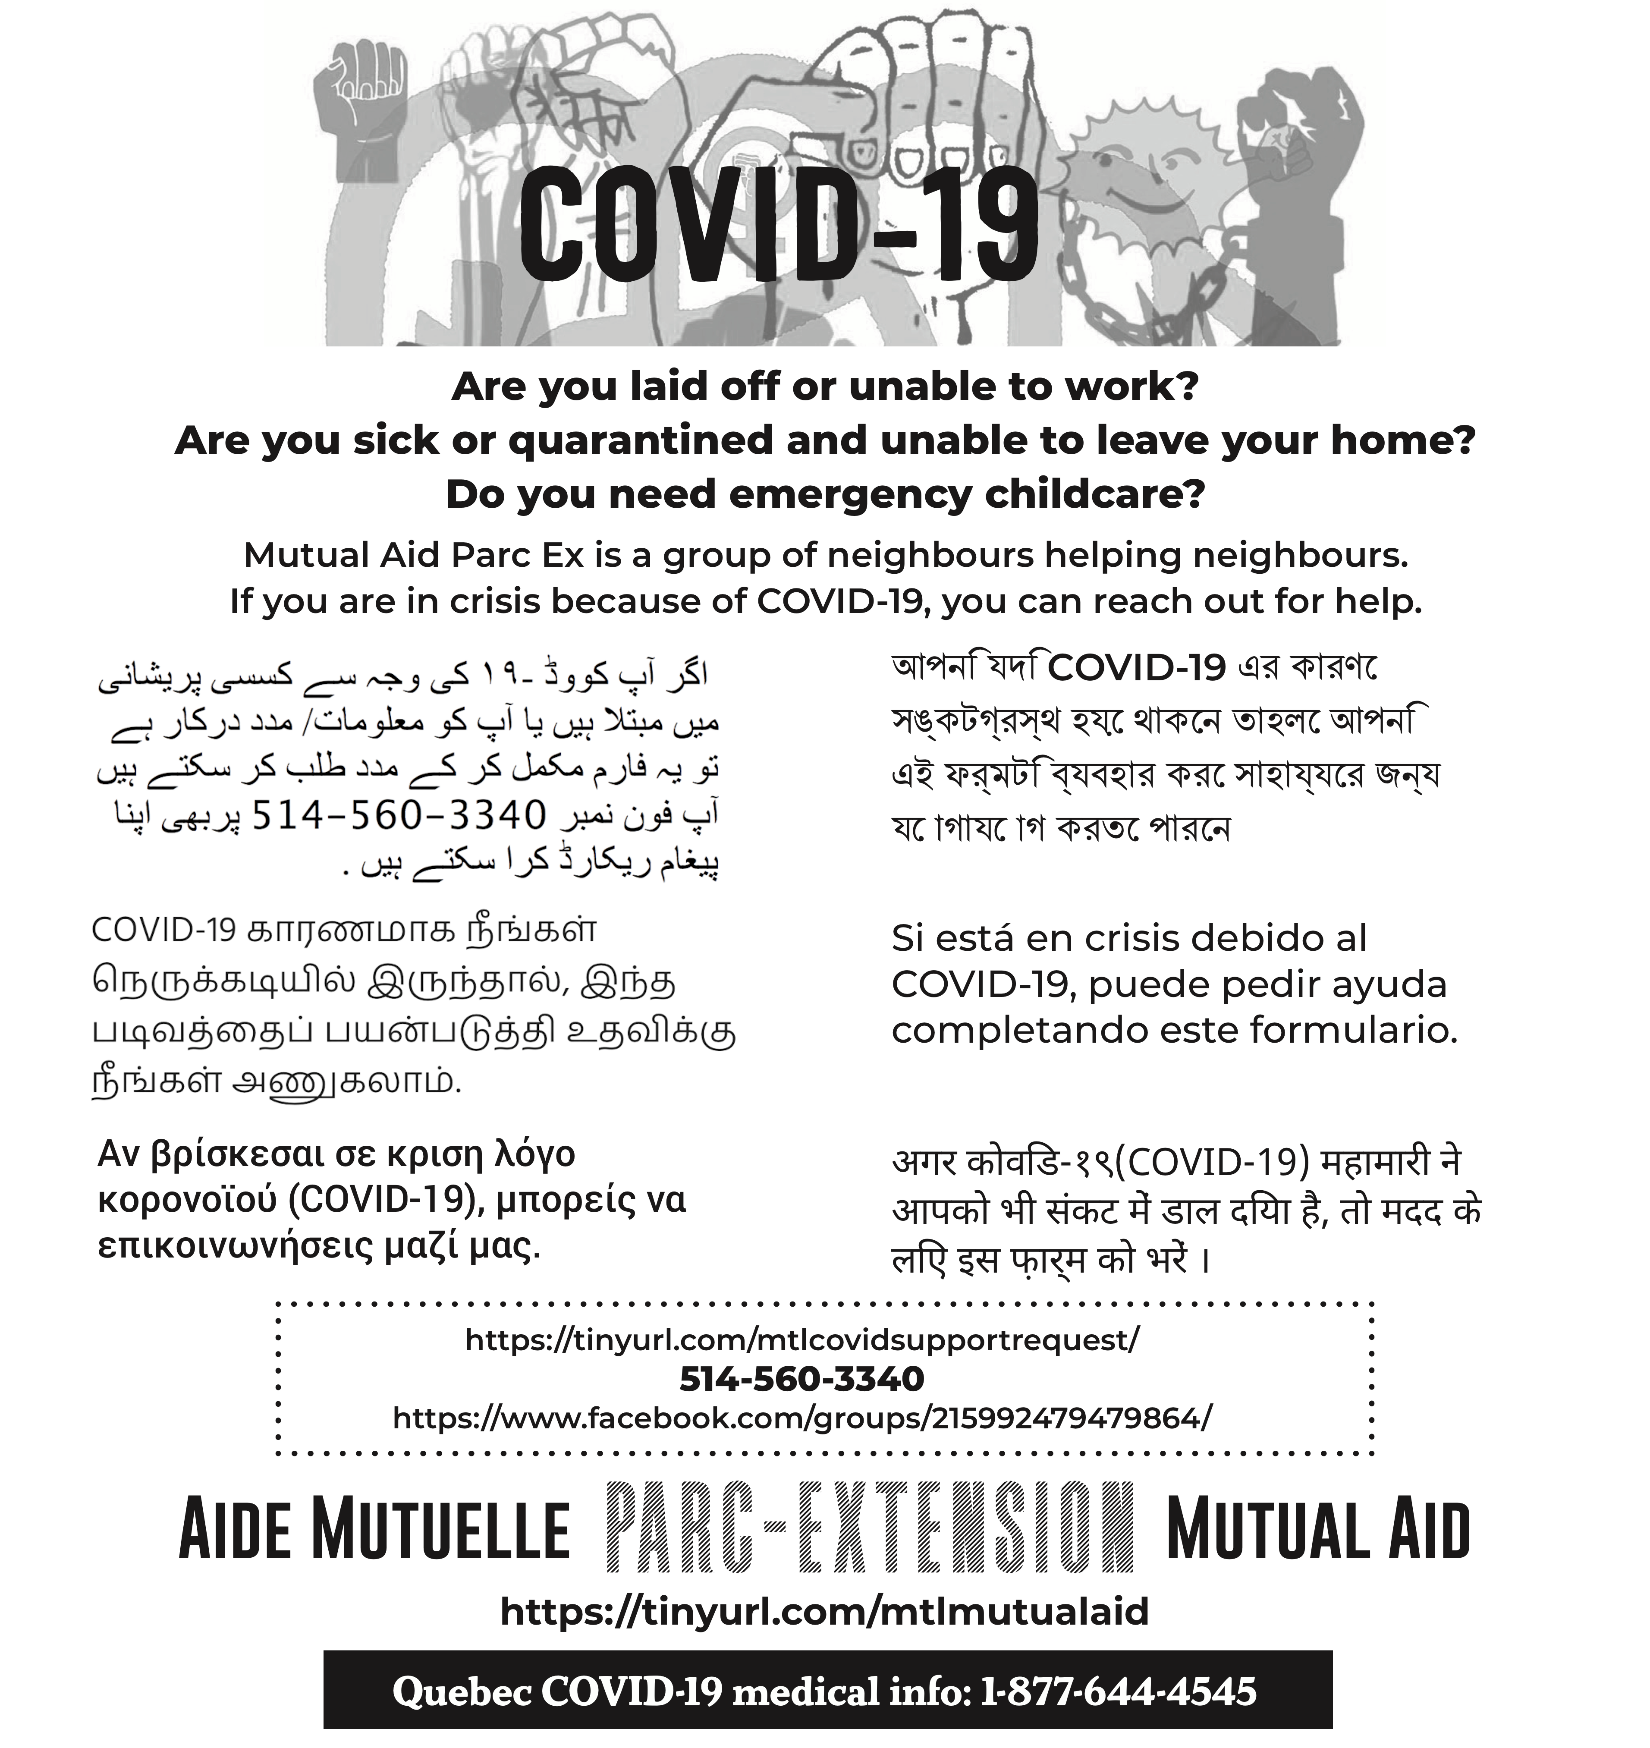 COVID-19
Are you laid off or unable to work?
Are you sick or quarantined and unable to leave your home?
Do you need emergency childcare?
Mutual Aid Parc Ex is a group of neighbours helping neighbours.
If you are in crisis because of COVID-19, you can reach out for help.
اگر آپ کووڈ -۱۹ کی وجہ سے کسسی پریشانی
میں مبتلا ہیں یا آپ کو معلومات/ مدد درکار ہے
تو یہ فارم مکمل کر کے مدد طلب کر سکتے ہیں
آپ فون نمبر 514-560-3340 پربھی اپنا
پیغام ریکارڈ کرا سکتے ہیں .
আপনি যদি COVID-19 এর কারণে
সঙ্কটগ্রস্থ হয়ে থাকেন তাহলে আপনি
এই ফর্মটি ব্যবহার করে সাহায্যের জন্য
যোগাযোগ করতে পারেন
COVID-19 காரணமாக நீங்கள்
நெருக்கடியில் இருந்தால், இந்த
படிவத்தைப் பயன்படுத்தி உதவிக்கு
நீங்கள் அணுகலாம்.
Si está en crisis debido al
COVID-19, puede pedir ayuda
completando este formulario.
Αν βρίσκεσαι σε κριση λόγο
κορονοϊού (COVID-19), μπορείς να
επικοινωνήσεις μαζί μας.
अगर कोवडि-१९(COVID-19) महामारी ने
आपको भी संकट में डाल दिया है, तो मदद के
लिए इस फ़ार्म को भरें ।
https://tinyurl.com/mtlcovidsupportrequest/
514-560-3340
https://www.facebook.com/groups/215992479479864/
AIDE MUTUELLE PARC-EXTENSION MUTUAL AID
https://tinyurl.com/mtlmutualaid
Quebec COVID-19 medical info: 1-877-644-4545